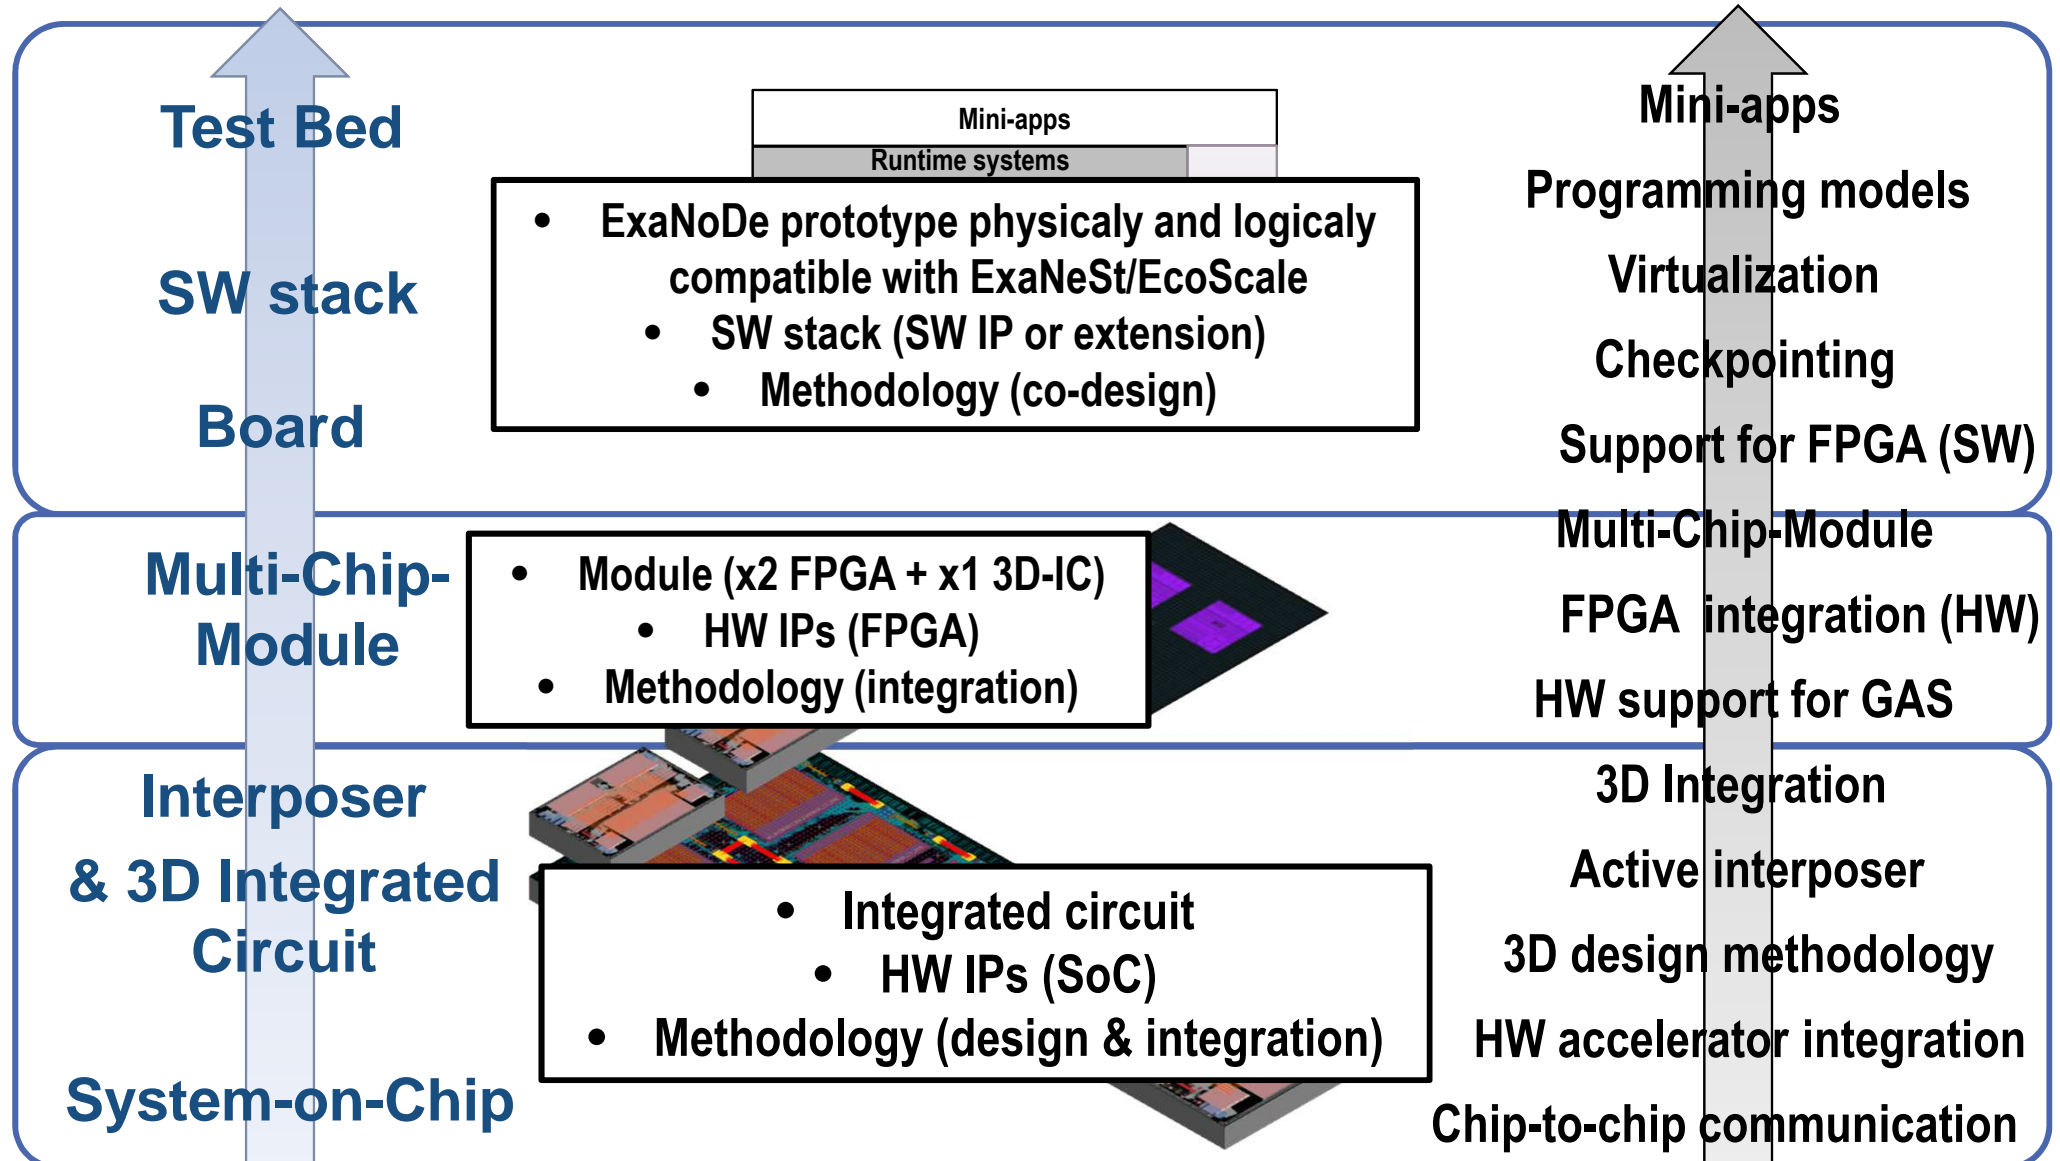 Test Bed
SW stack
Board
Multi-Chip-
Module
Interposer
& 3D Integrated
Circuit
System-on-Chip
Mini-apps
Runtime systems
• ExaNoDe prototype physicaly and logicaly
compatible with ExaNeSt/EcoScale
• SW stack (SW IP or extension)
• Methodology (co-design)
• Module (x2 FPGA + x1 3D-IC)
• HW IPs (FPGA)
• Methodology (integration)
• Integrated circuit
• HW IPs (SoC)
• Methodology (design & integration)
Mini-apps
Programming models
Virtualization
Checkpointing
Support for FPGA (SW)
Multi-Chip-Module
FPGA integration (HW)
HW support for GAS
3D Integration
Active interposer
3D design methodology
HW accelerator integration
Chip-to-chip communication